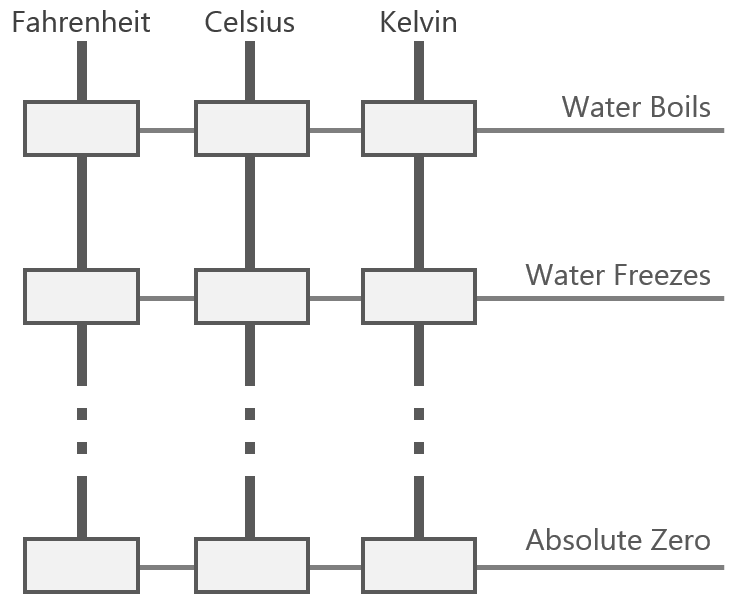 Fahrenheit Celsius Kelvin
Water Boils
Water Freezes
Absolute Zero